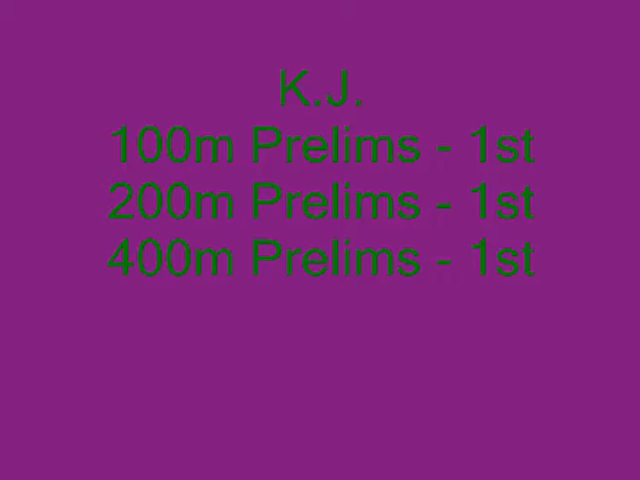 K.J.
100m Prelims - 1st
200m Prelims - 1st
400m Prelims - 1st